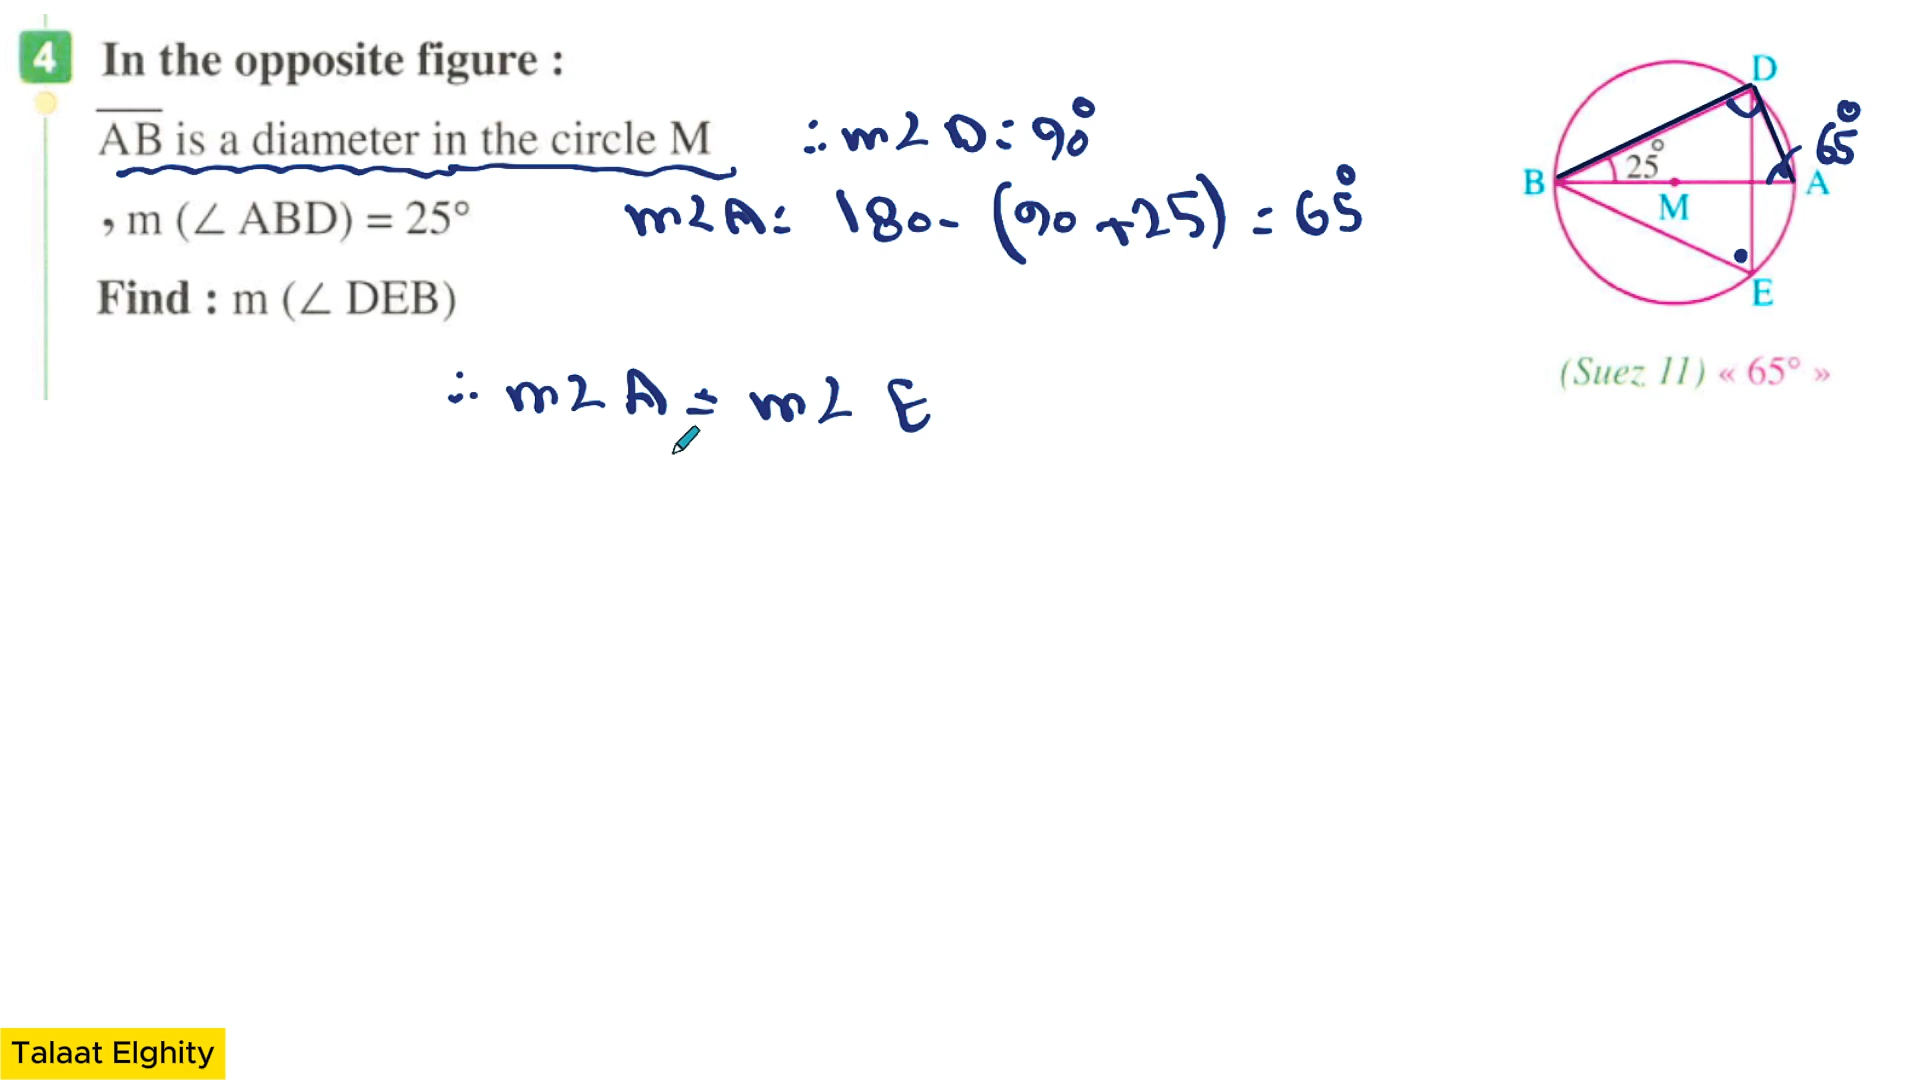 4 In the opposite figure :
AB is a diameter in the circle M ∴ m∠D = 90°
, m (∠ ABD) = 25° m∠A = 180 - (90 + 25) = 65°
Find : m (∠ DEB)
∴ m∠A = m∠E
D
65°
25°
B
A
M
E
(Suez 11) « 65° »
Talaat Elghity